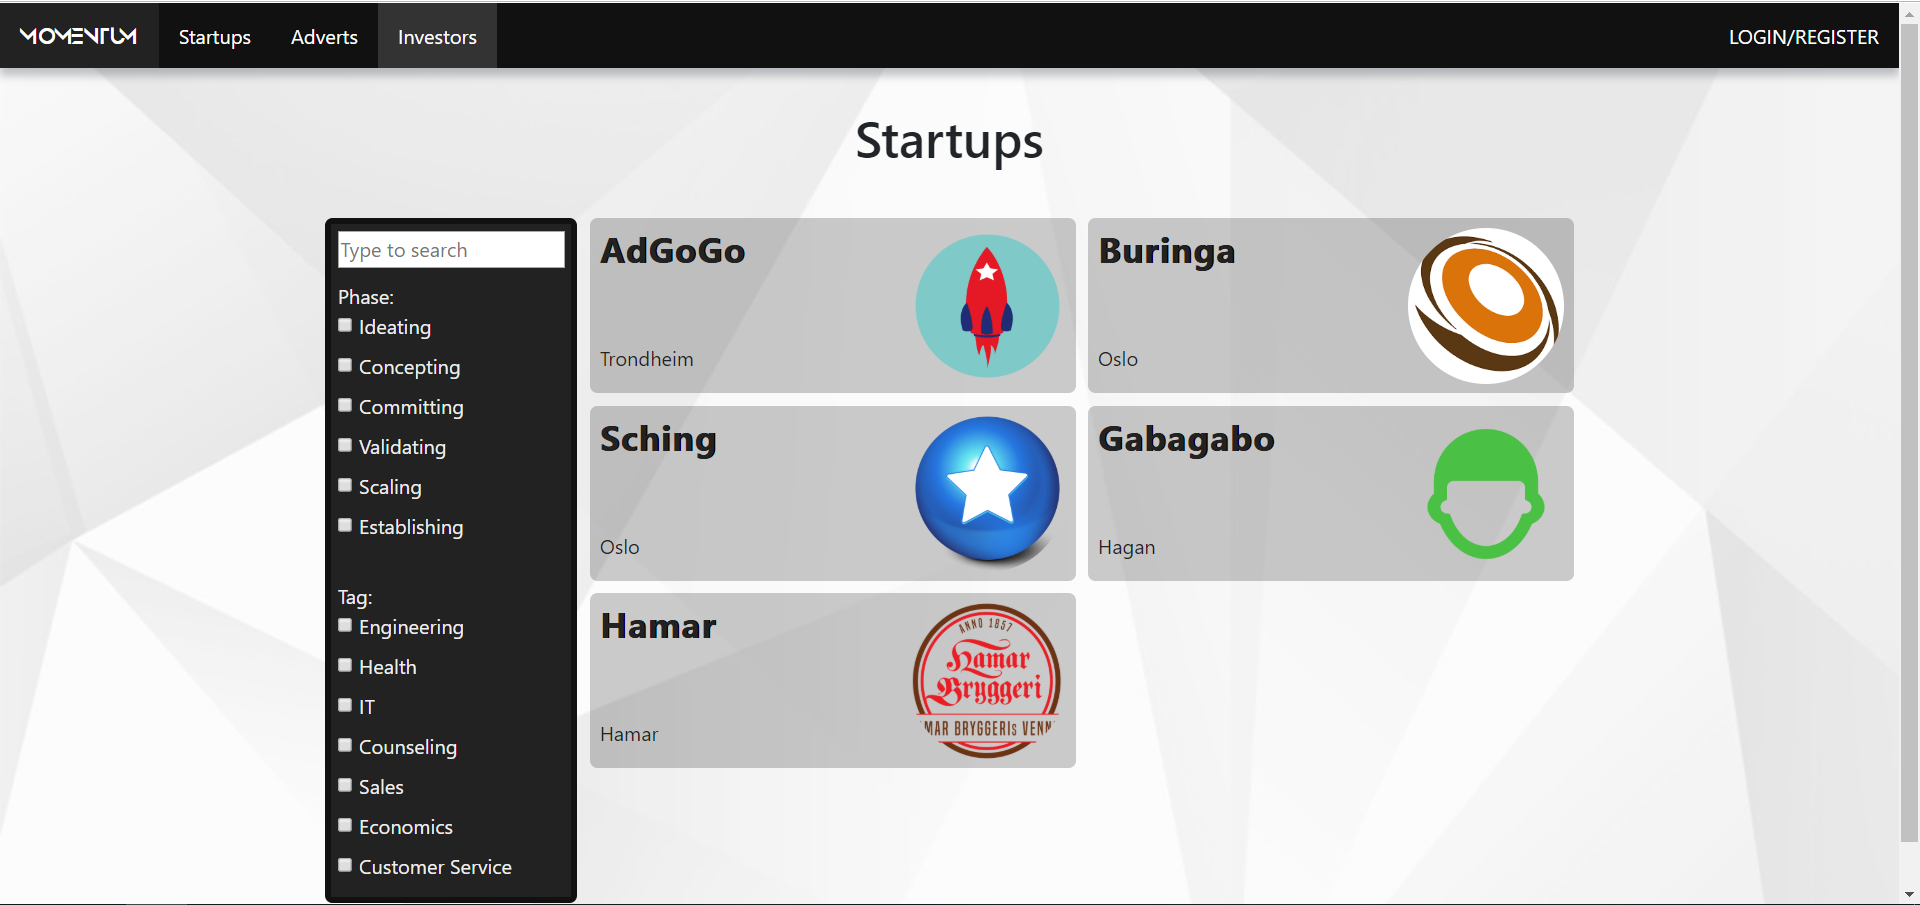 MOMENTUM Startups Adverts Investors LOGIN/REGISTER
Startups
Type to search
Phase:
Ideating
Concepting
Committing
Validating
Scaling
Establishing
Tag:
Engineering
Health
IT
Counseling
Sales
Economics
Customer Service
AdGoGo
Trondheim
Buringa
Oslo
Sching
Oslo
Gabagabo
Hagan
Hamar
Hamar
ANNO 1857
Hamar
Bryggeri
MAR BRYGGERIs VENN